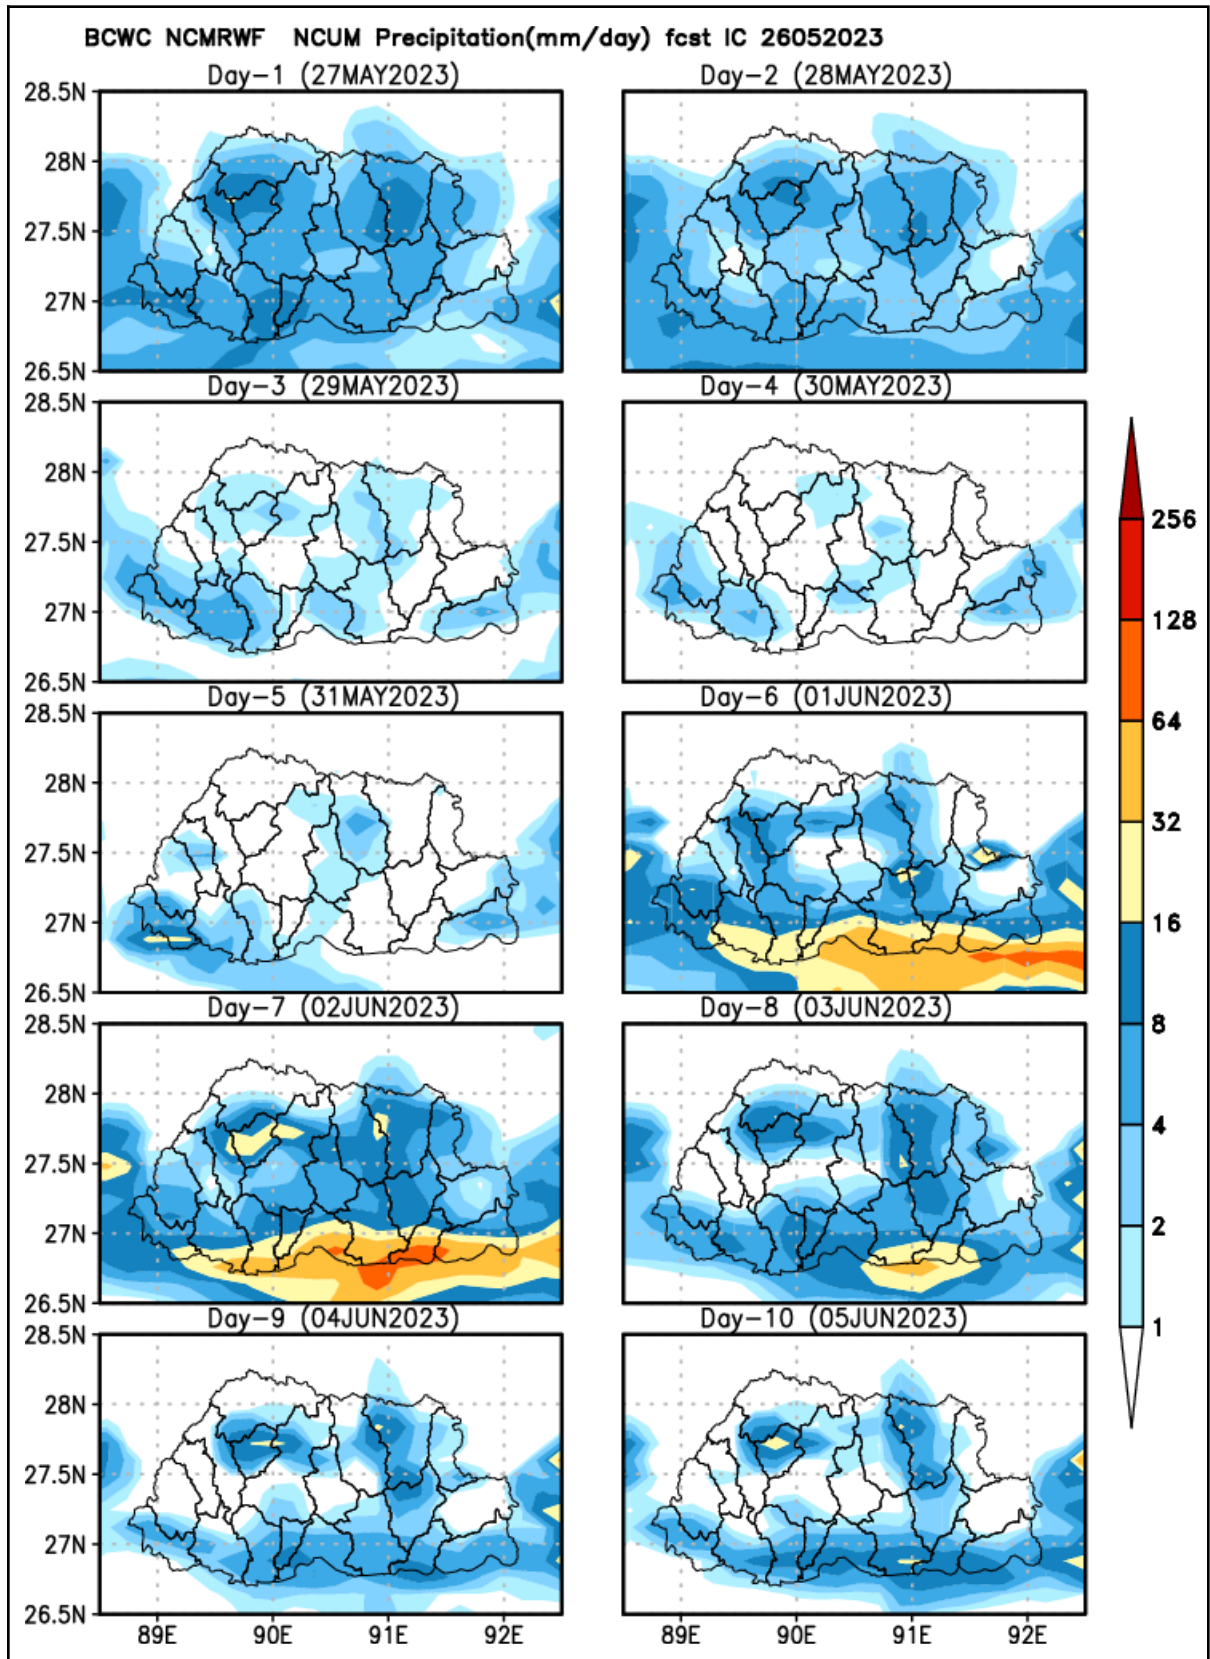 BCWC NCMRWF NCUM Precipitation(mm/day) fcst IC 26052023
Day-1 (27MAY2023) Day-2 (28MAY2023)
28.5N
28N
27.5N
27N
26.5N
Day-3 (29MAY2023) Day-4 (30MAY2023)
28.5N
28N
27.5N
27N
26.5N
Day-5 (31MAY2023) Day-6 (01JUN2023)
28.5N
28N
27.5N
27N
26.5N
Day-7 (02JUN2023) Day-8 (03JUN2023)
28.5N
28N
27.5N
27N
26.5N
Day-9 (04JUN2023) Day-10 (05JUN2023)
28.5N
28N
27.5N
27N
26.5N
89E 90E 91E 92E 89E 90E 91E 92E
256
128
64
32
16
8
4
2
1